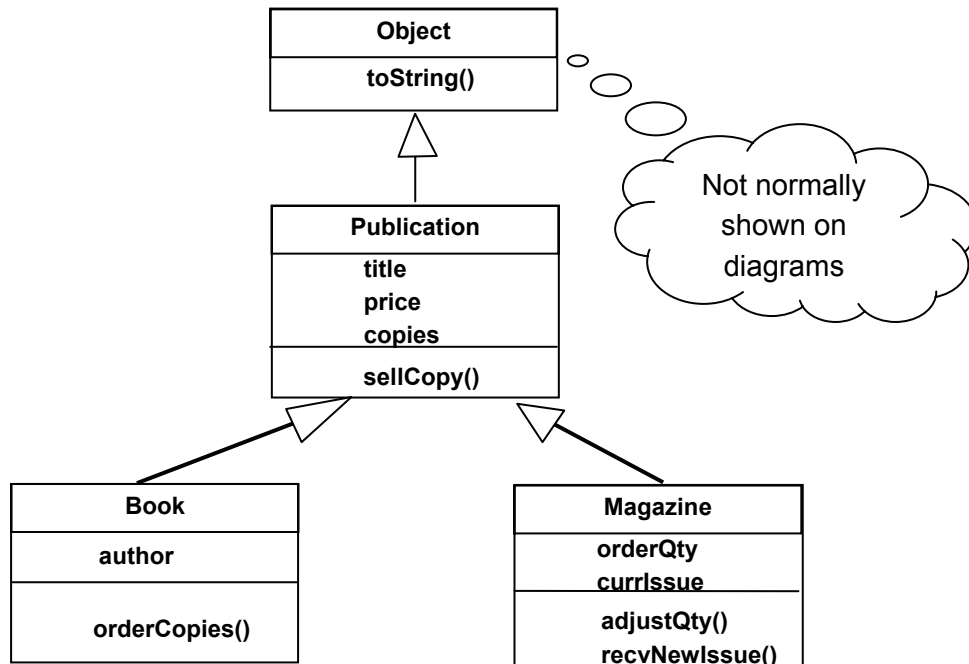 Object
toString()
Not normally
shown on
diagrams
Publication
title
price
copies
sellCopy()
Book
author
orderCopies()
Magazine
orderQty
currIssue
adjustQty()
recvNewIssue()